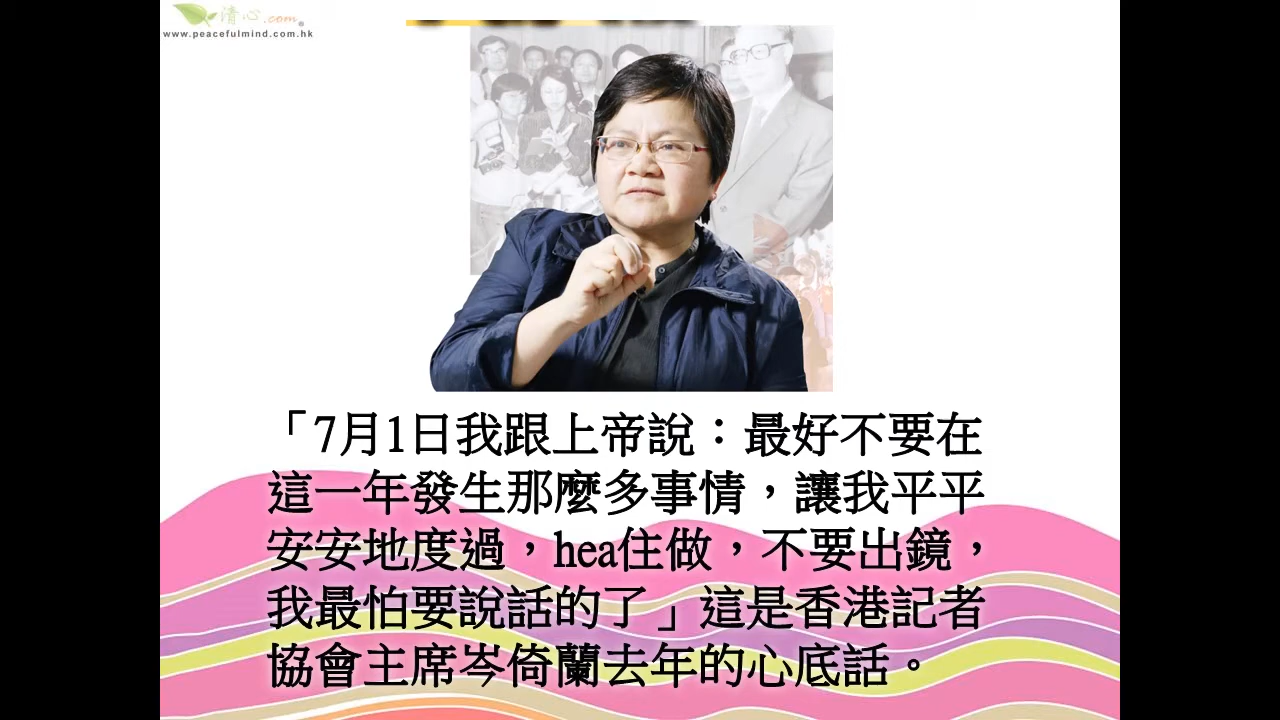 清心.com®
www.peacefulmind.com.hk
「7月1日我跟上帝說：最好不要在
這一年發生那麼多事情，讓我平平
安安地度過，hea住做，不要出鏡，
我最怕要說話的了」這是香港記者
協會主席岑倚蘭去年的心底話。